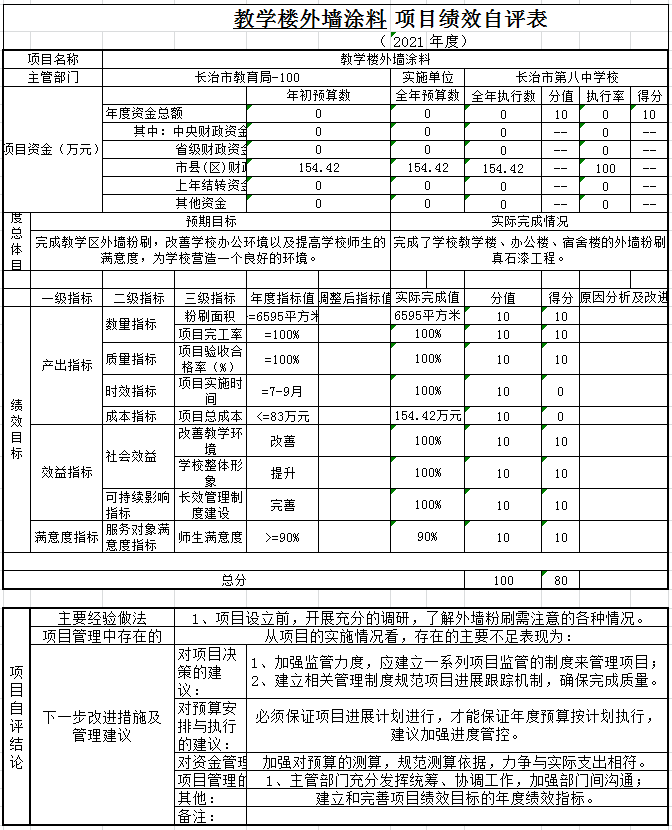 教学楼外墙涂料 项目绩效自评表
（ 2021 年度）
项目名称 教学楼外墙涂料
主管部门 长治市教育局-100 实施单位 长治市第八中学校
项目资金（万元） 年初预算数 全年预算数 全年执行数 分值 执行率 得分
年度资金总额 0 0 0 10 0 10
其中：中央财政资金 0 0 0 -- 0 --
省级财政资金 0 0 0 -- 0 --
市县(区)财政 154.42 154.42 154.42 -- 100 --
上年结转资金 0 0 0 -- 0 --
其他资金 0 0 0 -- 0 --
度总体目 预期目标 实际完成情况
完成教学区外墙粉刷，改善学校办公环境以及提高学校师生的
满意度，为学校营造一个良好的环境。
完成了学校教学楼、办公楼、宿舍楼的外墙粉刷
真石漆工程。
绩效目标
一级指标 二级指标 三级指标 年度指标值 调整后指标值 实际完成值 分值 得分 原因分析及改进
产出指标 数量指标 粉刷面积 =6595平方米 6595平方米 10 10
项目完工率 =100% 100% 10 10
质量指标 项目验收合
格率（%） =100% 100% 10 10
时效指标 项目实施时
间 =7-9月 100% 10 0
成本指标 项目总成本 <=83万元 154.42万元 10 0
效益指标 社会效益 改善教学环
境 改善 100% 10 10
学校整体形
象 提升 100% 10 10
可持续影响
指标 长效管理制
度建设 完善 100% 10 10
满意度指标 服务对象满
意度指标 师生满意度 >=90% 90% 10 10
总分 100 80
项目自评结论
主要经验做法 1、项目设立前，开展充分的调研，了解外墙粉刷需注意的各种情况。
项目管理中存在的 从项目的实施情况看，存在的主要不足表现为：
下一步改进措施及
管理建议
对项目决
策的建
议：
1、加强监管力度，应建立一系列项目监管的制度来管理项目；
2、建立相关管理制度规范项目进展跟踪机制，确保完成质量。
对预算安
排与执行
的建议：
必须保证项目进展计划进行，才能保证年度预算按计划执行，
建议加强进度管控。
对资金管理 加强对预算的测算，规范测算依据，力争与实际支出相符。
项目管理的 1、主管部门充分发挥统筹、协调工作，加强部门间沟通；
其他： 建立和完善项目绩效目标的年度绩效指标。
备注：